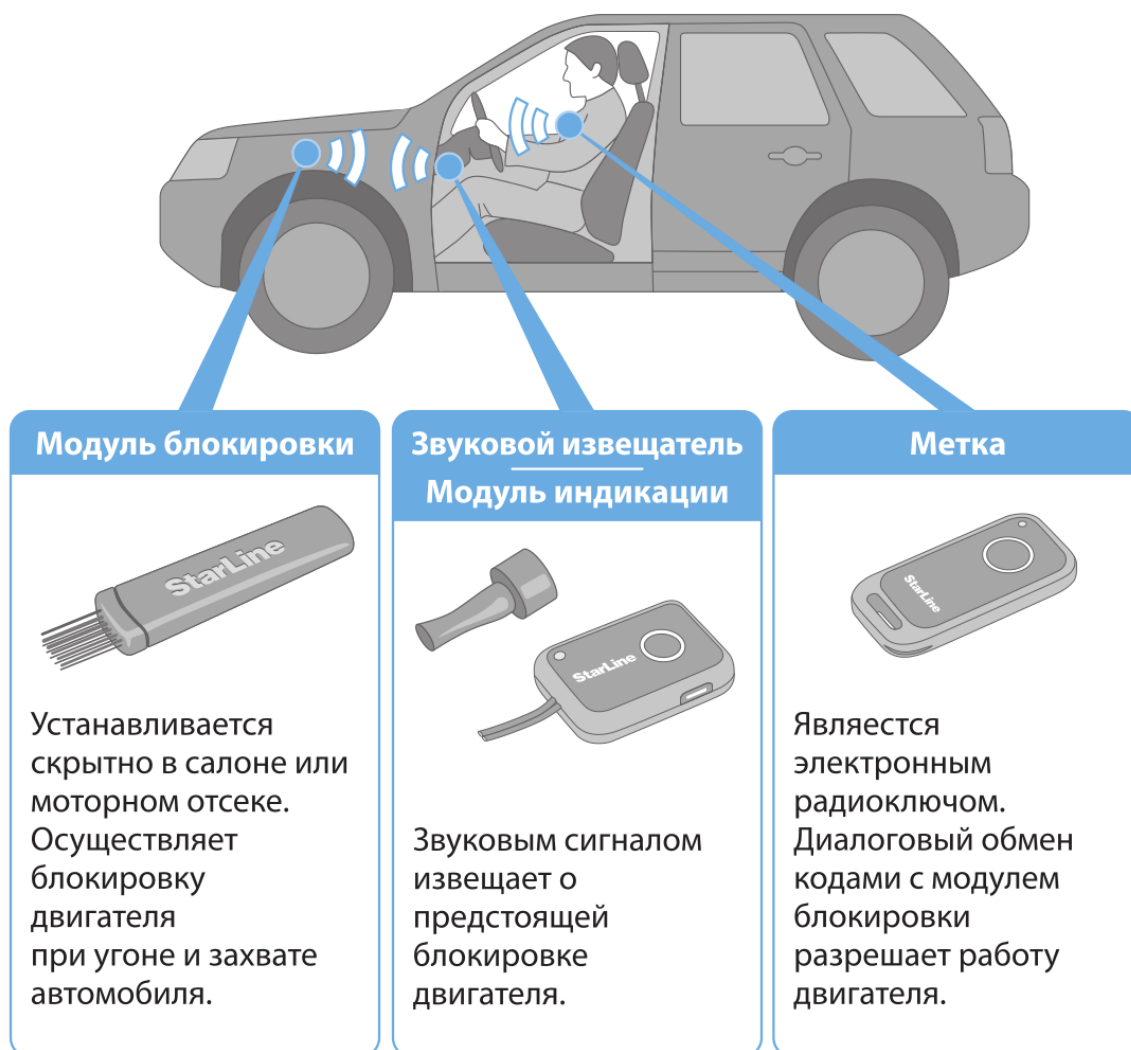 Модуль блокировки
StarLine
Устанавливается
скрытно в салоне или
моторном отсеке.
Осуществляет
блокировку
двигателя
при угоне и захвате
автомобиля.
Звуковой извещатель
Модуль индикации
StarLine
Звуковым сигналом
извещает о
предстоящей
блокировке
двигателя.
Метка
StarLine
Являестся
электронным
радиоключом.
Диалоговый обмен
кодами с модулем
блокировки
разрешает работу
двигателя.